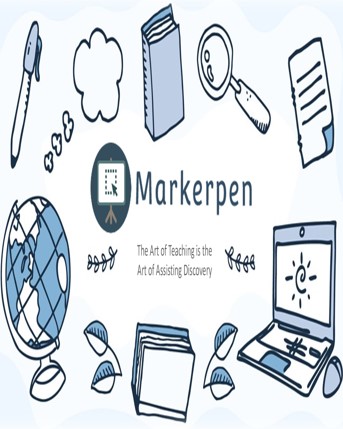 Markerpen
The Art of Teaching is the
Art of Assisting Discovery